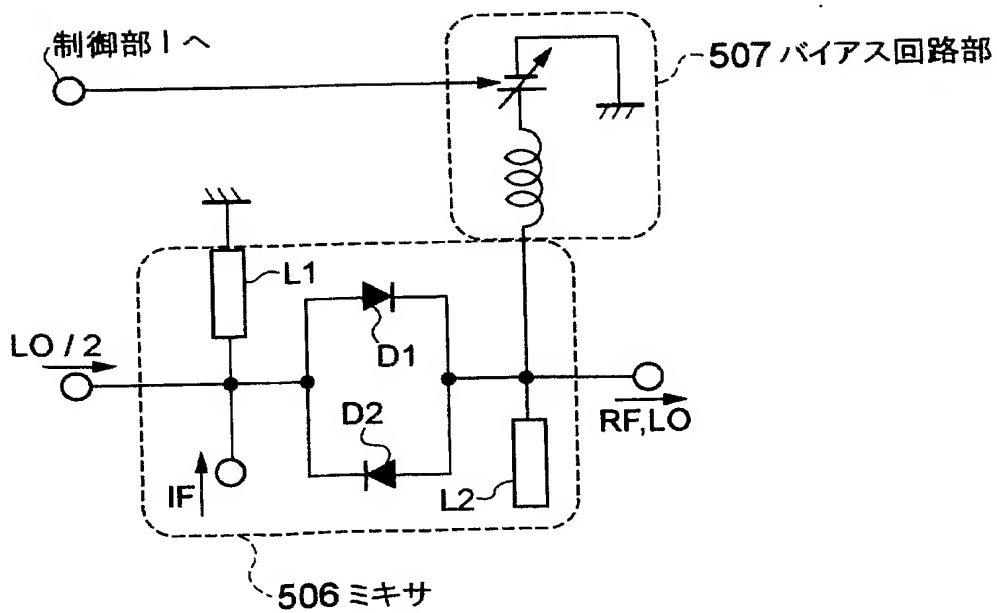 制御部1へ
507 バイアス回路部
L1
LO / 2
D1
D2
RF,LO
IF
L2
506 ミキサ